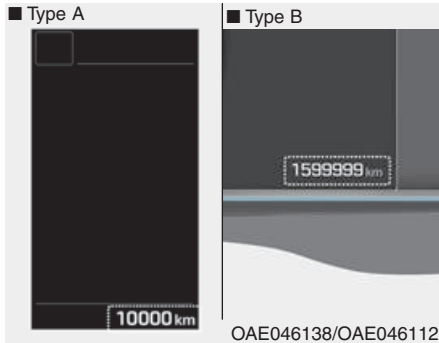 ■ Type A
■ Type B
1599999 km
10000 km
OAE046138/OAE046112